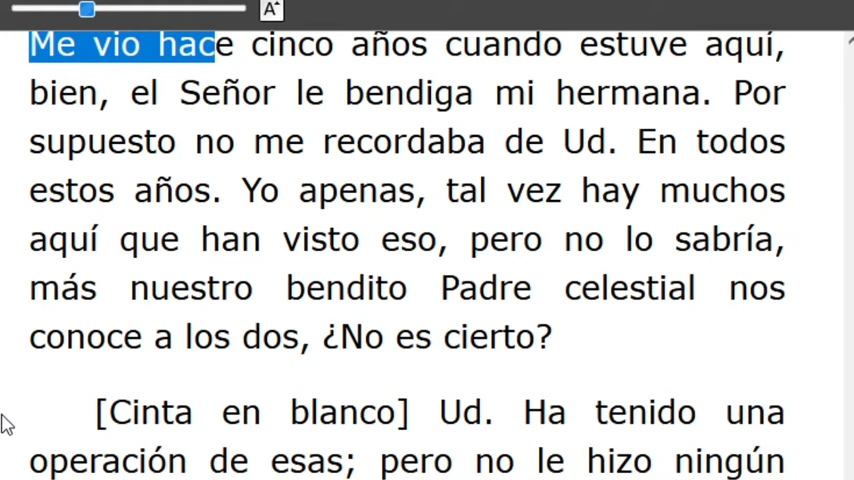 A
Me vio hace cinco años cuando estuve aquí,
bien, el Señor le bendiga mi hermana. Por
supuesto no me recordaba de Ud. En todos
estos años. Yo apenas, tal vez hay muchos
aquí que han visto eso, pero no lo sabría,
más nuestro bendito Padre celestial nos
conoce a los dos, ¿No es cierto?
[Cinta en blanco] Ud. Ha tenido una
operación de esas; pero no le hizo ningún